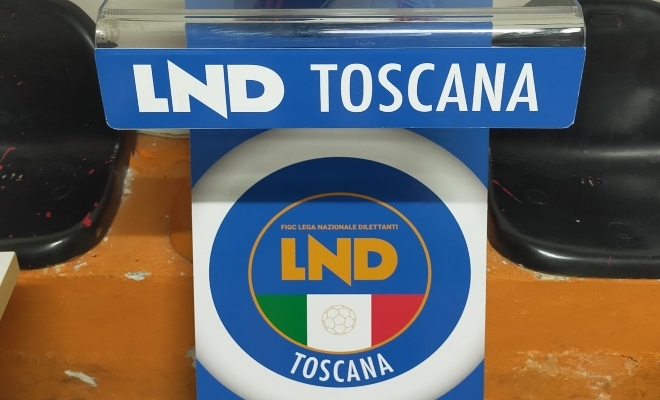 LND TOSCANA
FIGC LEGA NAZIONALE DILETTANTI
LND
TOSCANA